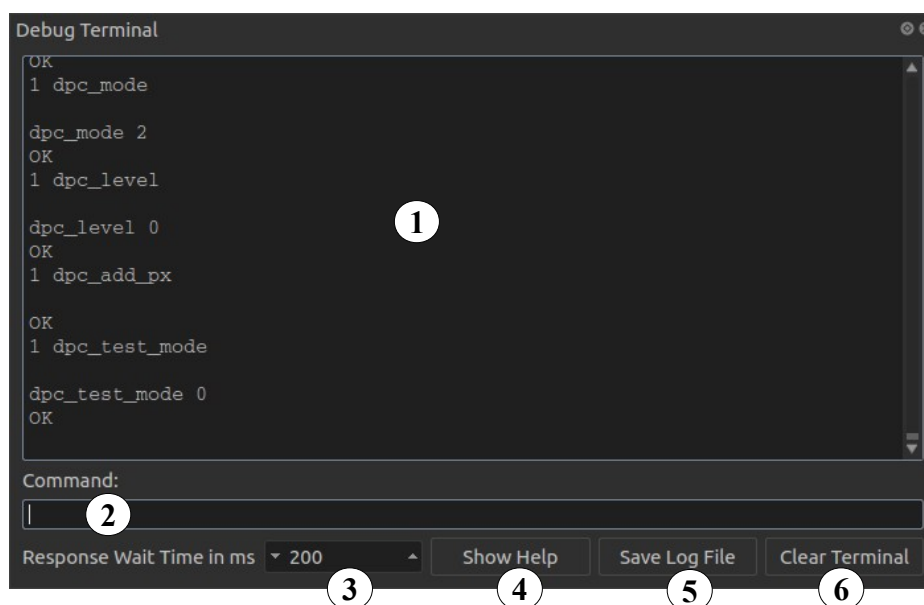 Debug Terminal
OK
1 dpc_mode
dpc_mode 2
OK
1 dpc_level
dpc_level 0
OK
1 dpc_add_px
OK
1 dpc_test_mode
dpc_test_mode 0
OK
1
Command:
2
Response Wait Time in ms 200 Show Help Save Log File Clear Terminal
3 4 5 6